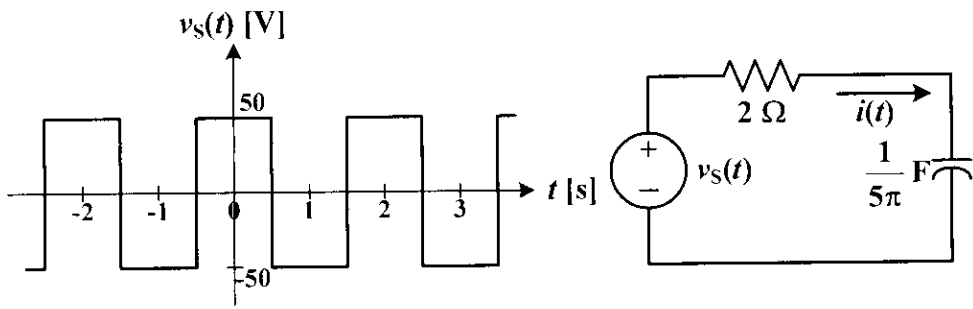 v_S(t) [V]
50
-2 -1 0 1 2 3
t [s]
-50
2 Ω
i(t)
+
−
v_S(t)
1
5π
F